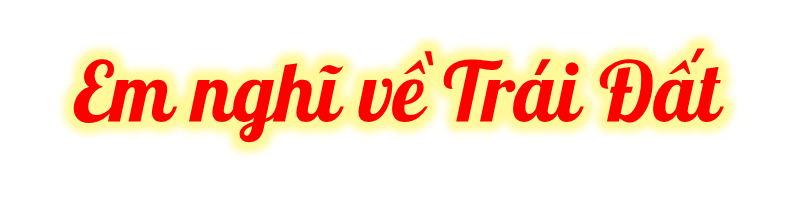 Em nghĩ về Trái Đất